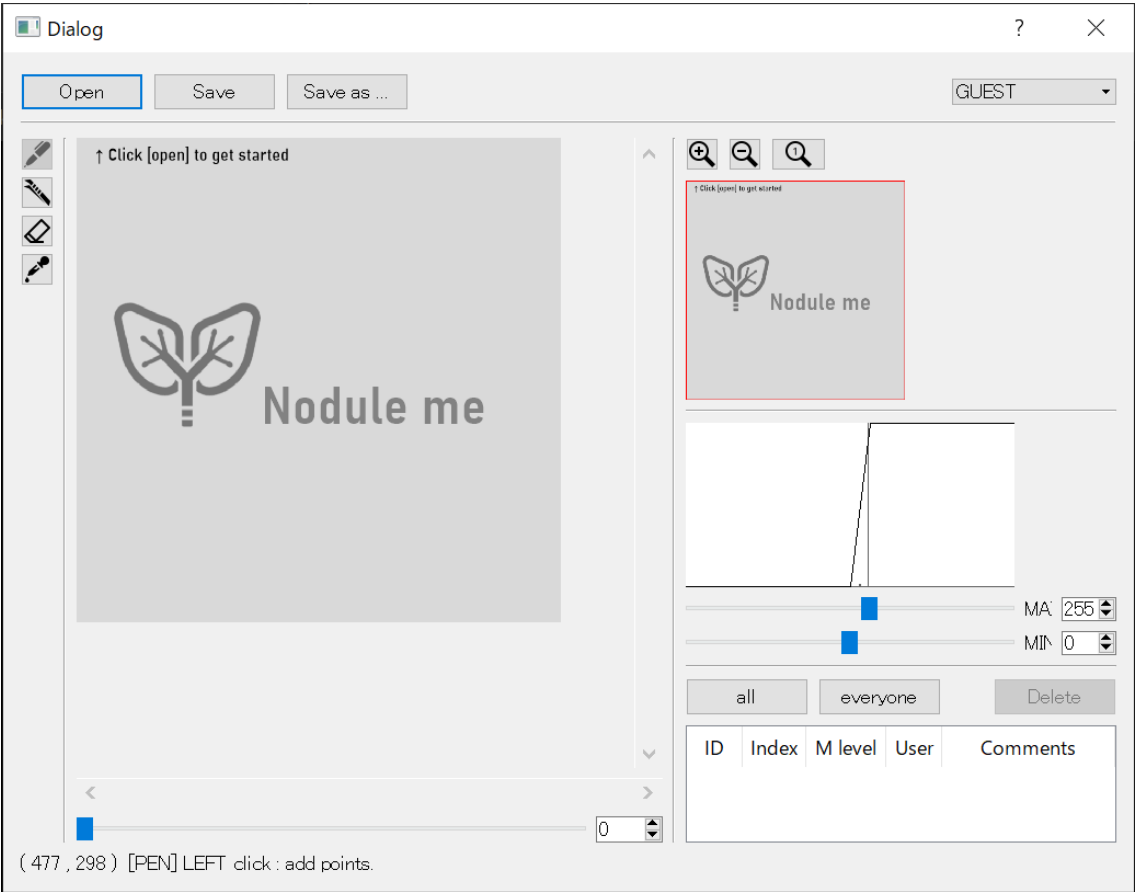 Dialog
?
Open
Save
Save as ...
GUEST
↑ Click [open] to get started
Nodule me
1
↑ Click [open] to get started
Nodule me
255
0
all
everyone
Delete
ID Index M level User Comments
0
( 477 , 298 ) [PEN] LEFT click : add points.